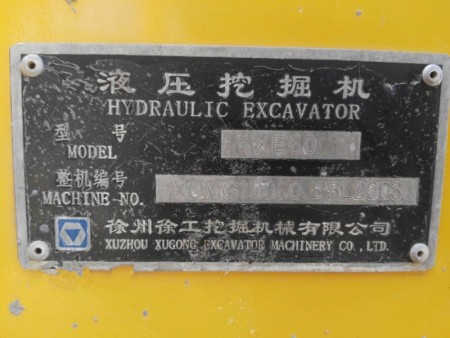 液压挖掘机
HYDRAULIC EXCAVATOR
型号
MODEL
整机编号
MACHINE NO.
徐州徐工挖掘机械有限公司
XUZHOU XUGONG EXCAVATOR MACHINERY CO., LTD.